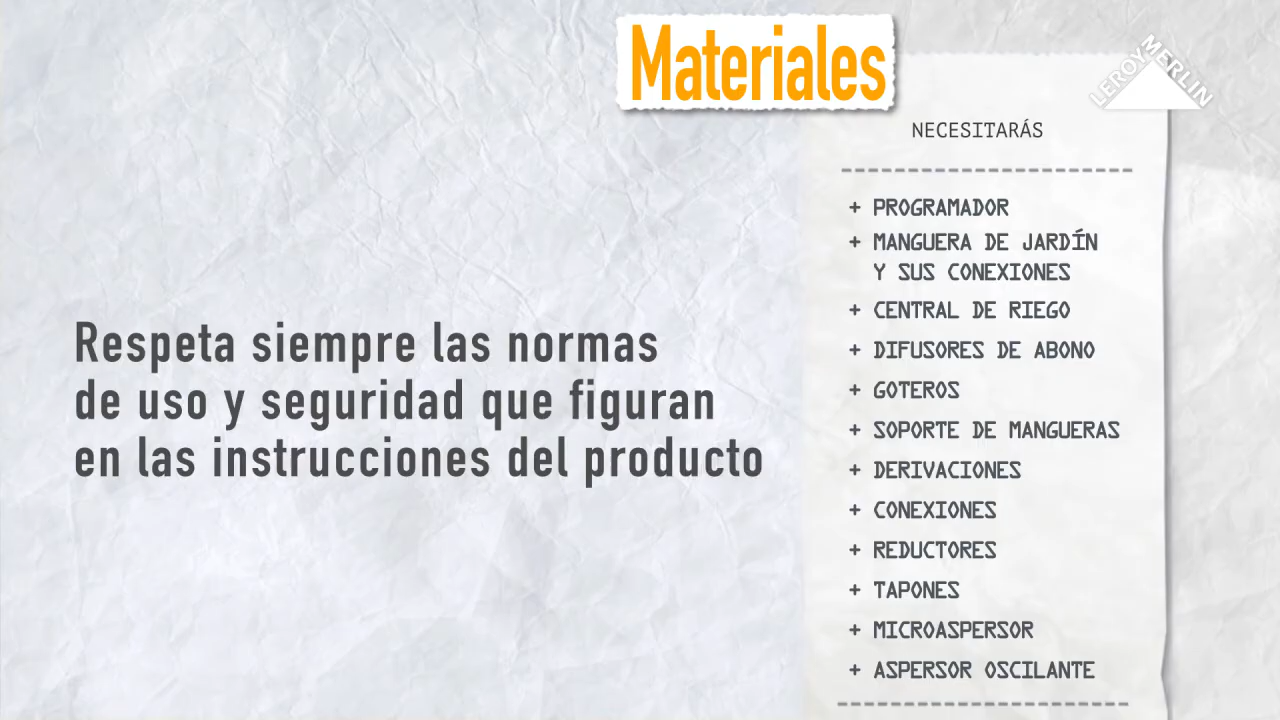 Materiales
LEROY MERLIN
NECESITARÁS
+ PROGRAMADOR
+ MANGUERA DE JARDÍN
Y SUS CONEXIONES
+ CENTRAL DE RIEGO
+ DIFUSORES DE ABONO
+ GOTEROS
+ SOPORTE DE MANGUERAS
+ DERIVACIONES
+ CONEXIONES
+ REDUCTORES
+ TAPONES
+ MICROASPERSOR
+ ASPERSOR OSCILANTE
Respeta siempre las normas
de uso y seguridad que figuran
en las instrucciones del producto